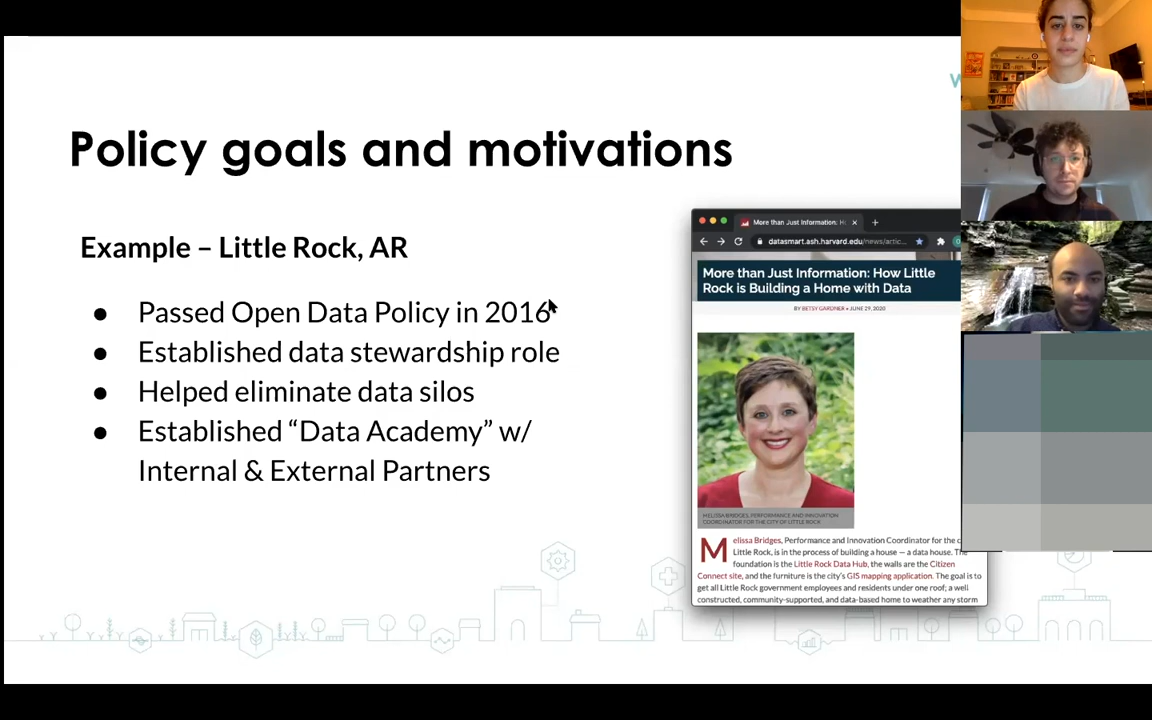 Policy goals and motivations
Example – Little Rock, AR
● Passed Open Data Policy in 2016
● Established data stewardship role
● Helped eliminate data silos
● Established “Data Academy” w/
Internal & External Partners
More than Just Information: H
datasmart.ash.harvard.edu/news/artic...
More than Just Information: How Little
Rock is Building a Home with Data
BY BETSY GARDNER • JUNE 29, 2020
MELISSA BRIDGES, PERFORMANCE AND INNOVATION
COORDINATOR FOR THE CITY OF LITTLE ROCK
Melissa Bridges, Performance and Innovation Coordinator for the
Little Rock, is in the process of building a house — a data house. The
foundation is the Little Rock Data Hub, the walls are the Citizen
Connect site, and the furniture is the city's GIS mapping application. The goal is to
get all Little Rock government employees and residents under one roof; a well
constructed, community-supported, and data-based home to weather any storm